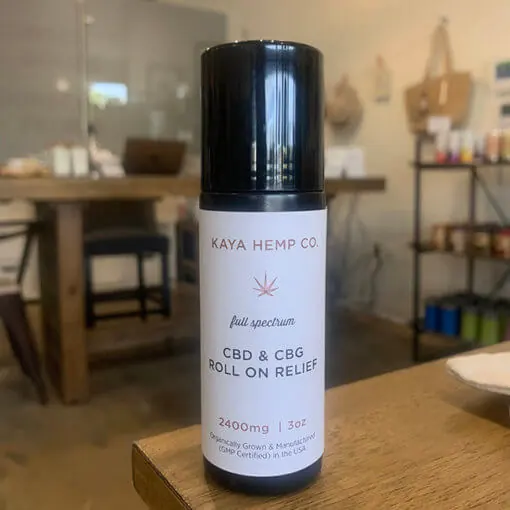 KAYA HEMP CO.
full spectrum
CBD & CBG
ROLL ON RELIEF
2400mg | 3oz
Organically Grown & Manufactured
(GMP Certified) in the USA